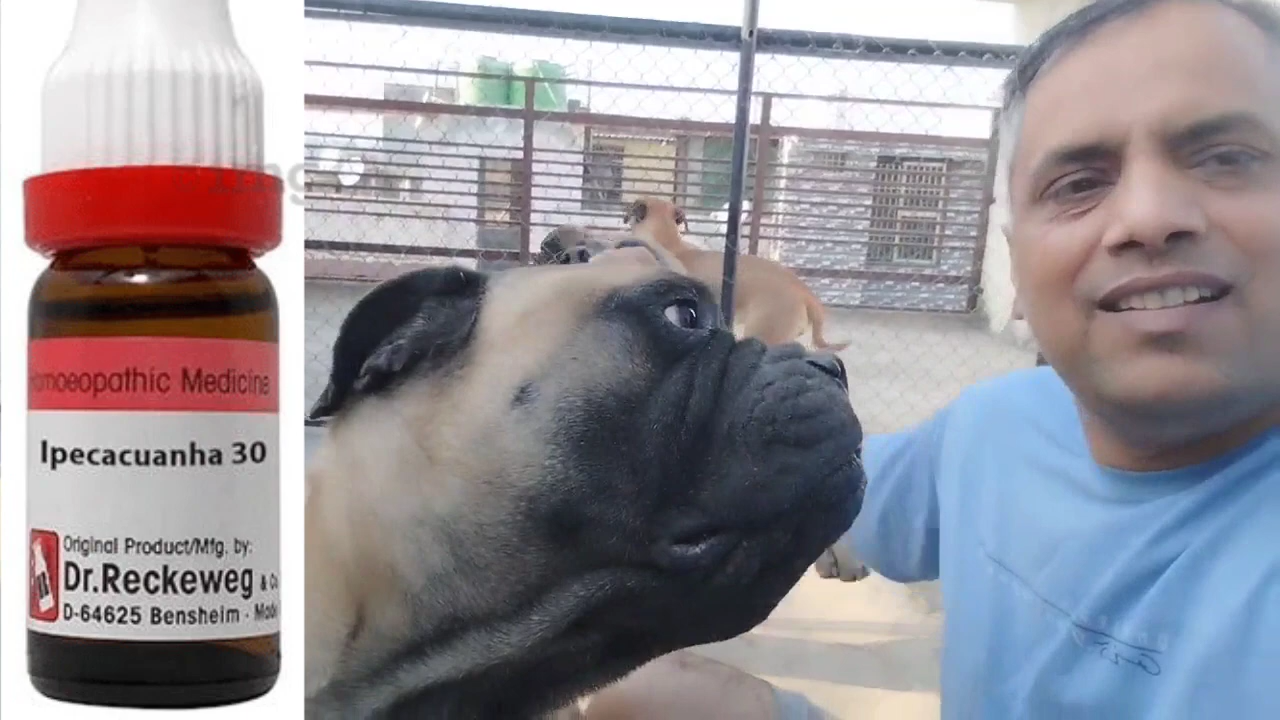 Homoeopathic Medicine
Ipecacuanha 30
Original Product/Mfg. by:
Dr.Reckeweg &
D-64625 Bensheim -